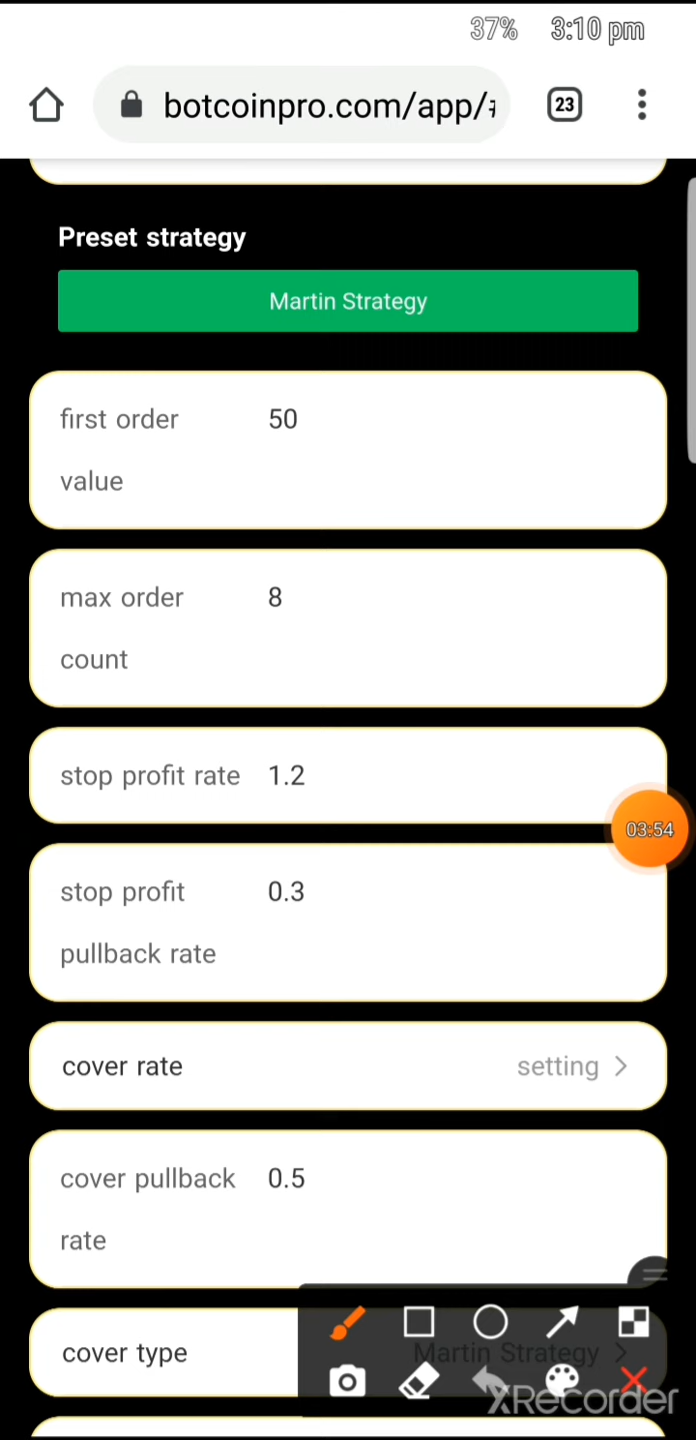 37% 3:10 pm
botcoinpro.com/app/
23
Preset strategy
Martin Strategy
first order 50
value
max order 8
count
stop profit rate 1.2
03:54
stop profit 0.3
pullback rate
cover rate setting
cover pullback 0.5
rate
cover type Martin Strategy
XRecorder